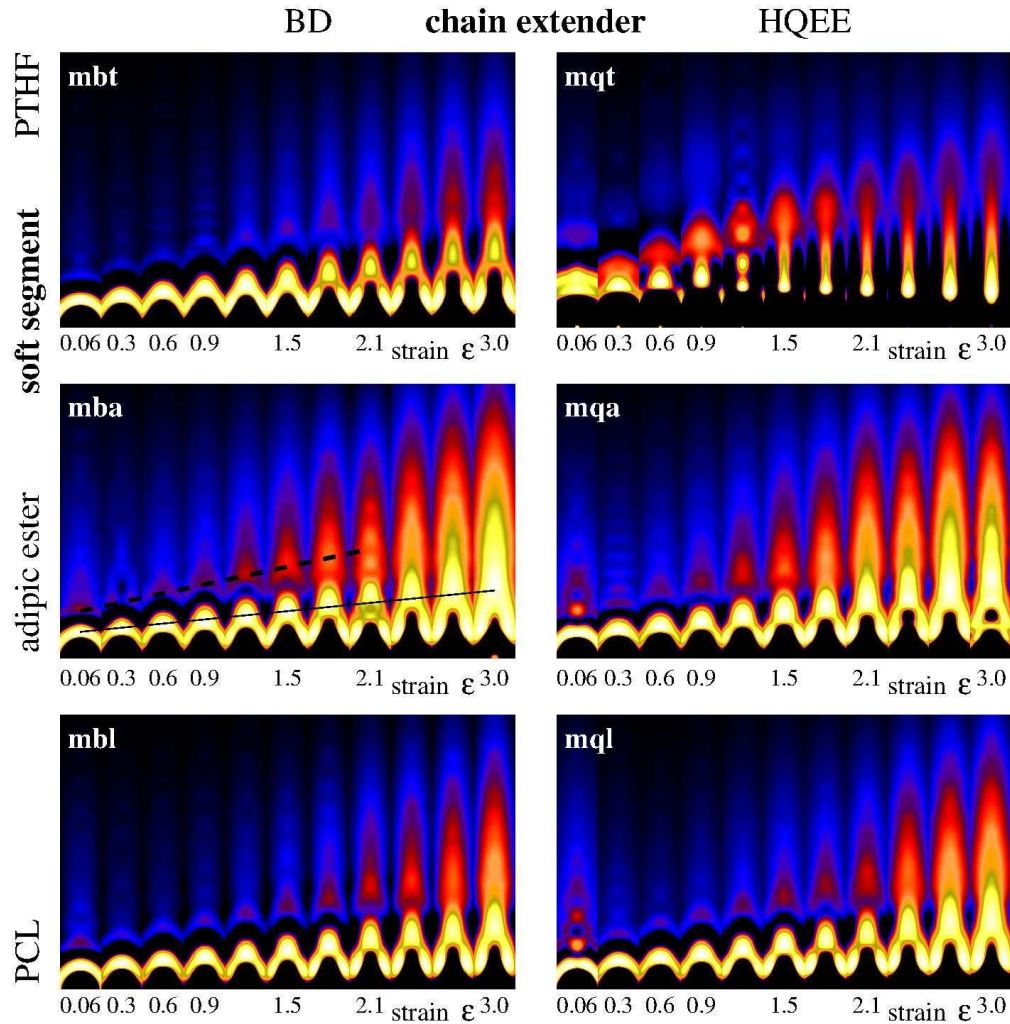 BD chain extender HQEE
PTHF
soft segment
adipic ester
PCL
mbt
0.06 0.3 0.6 0.9 1.5 2.1 strain ε 3.0
mqt
0.06 0.3 0.6 0.9 1.5 2.1 strain ε 3.0
mba
0.06 0.3 0.6 0.9 1.5 2.1 strain ε 3.0
mqa
0.06 0.3 0.6 0.9 1.5 2.1 strain ε 3.0
mbl
0.06 0.3 0.6 0.9 1.5 2.1 strain ε 3.0
mql
0.06 0.3 0.6 0.9 1.5 2.1 strain ε 3.0